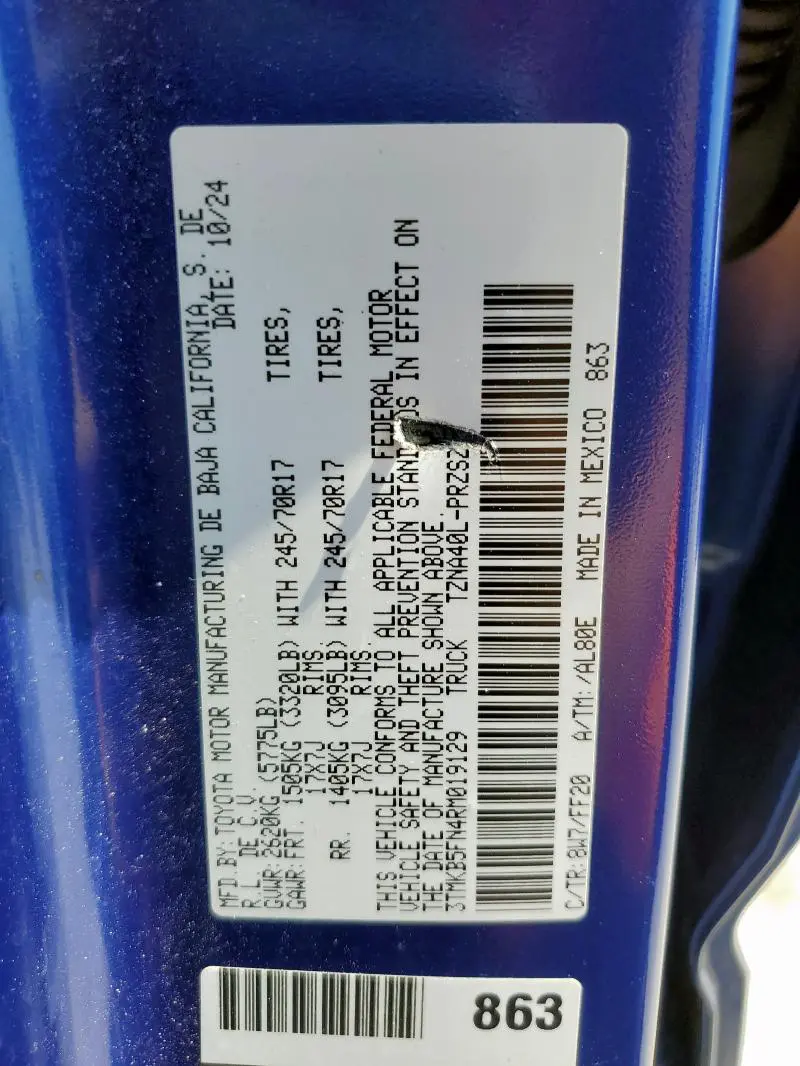 MFD.BY:TOYOTA MOTOR MANUFACTURING DE BAJA CALIFORNIA, S. DE
R.L. DE C.V. DATE: 10/24
GVWR:2620KG (5775LB)
GAWR:FRT. 1505KG (3320LB) WITH 245/70R17 TIRES,
17X7J RIMS
RR. 1405KG (3095LB) WITH 245/70R17 TIRES,
17X7J RIMS
THIS VEHICLE CONFORMS TO ALL APPLICABLE FEDERAL MOTOR
VEHICLE SAFETY AND THEFT PREVENTION STANDARDS IN EFFECT ON
THE DATE OF MANUFACTURE SHOWN ABOVE.
3TMKB5FN4RM019129 TRUCK
C/TR:8W7/FF20 A/TM:/AL80E MADE IN MEXICO 863
863